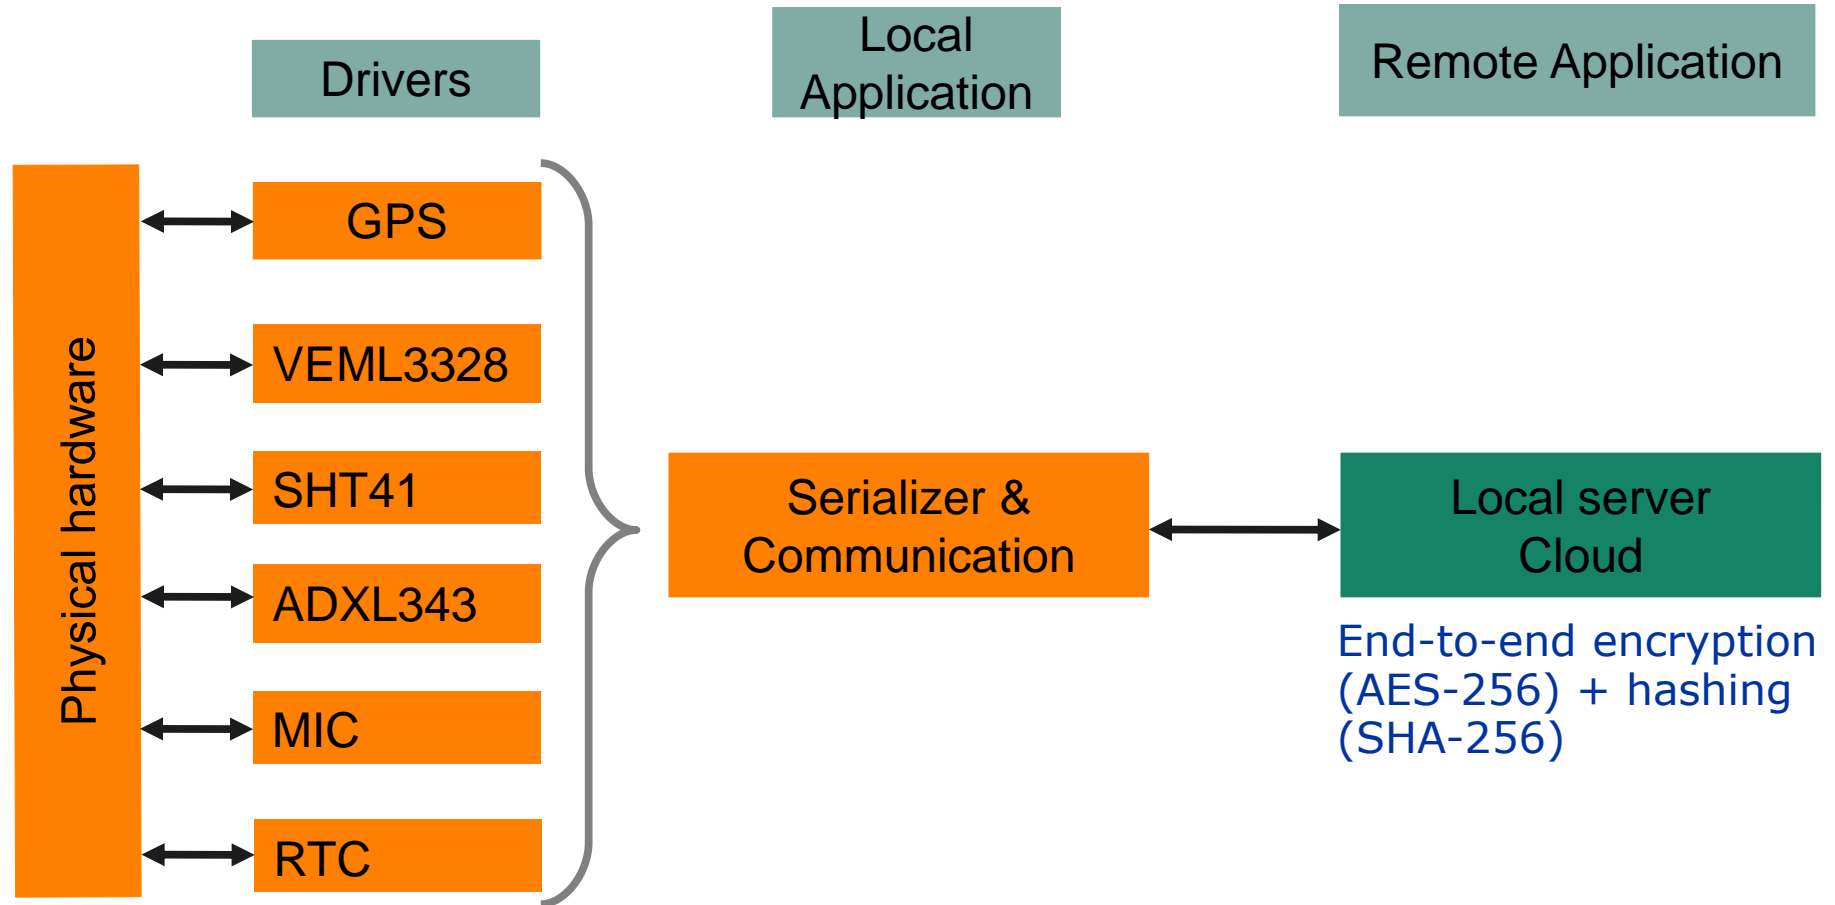 Drivers
Local
Application
Remote Application
Physical hardware
GPS
VEML3328
SHT41
ADXL343
MIC
RTC
Serializer &
Communication
Local server
Cloud
End-to-end encryption
(AES-256) + hashing
(SHA-256)